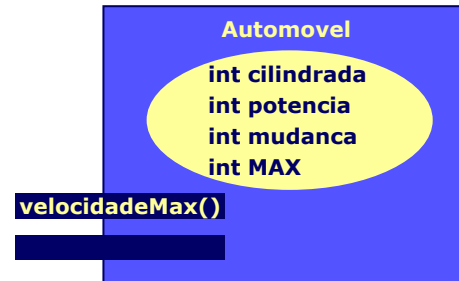 Automovel
int cilindrada
int potencia
int mudanca
int MAX
velocidadeMax()